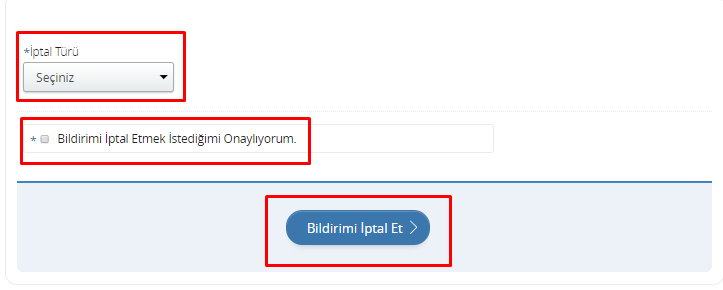 *İptal Türü
Seçiniz
* Bildirimi İptal Etmek İstediğimi Onaylıyorum.
Bildirimi İptal Et